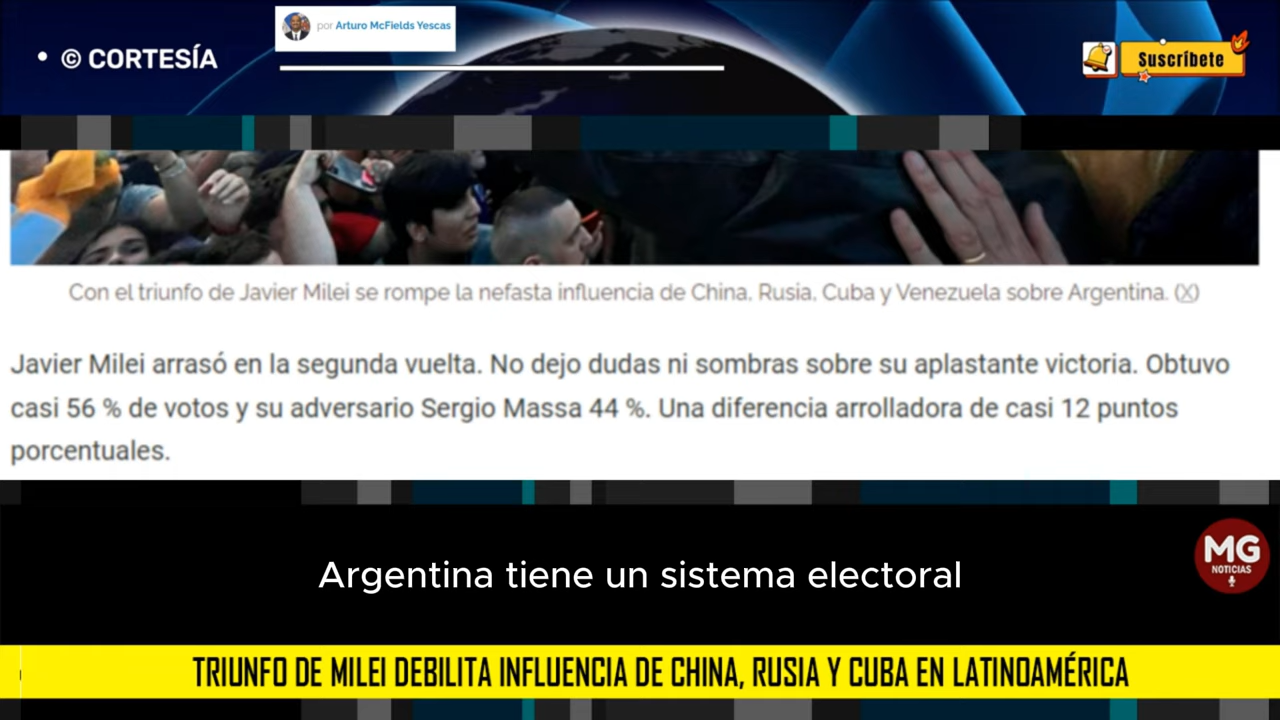 por Arturo McFields Yescas
• © CORTESÍA
Suscríbete
Con el triunfo de Javier Milei se rompe la nefasta influencia de China, Rusia, Cuba y Venezuela sobre Argentina. (X)
Javier Milei arrasó en la segunda vuelta. No dejo dudas ni sombras sobre su aplastante victoria. Obtuvo
casi 56 % de votos y su adversario Sergio Massa 44 %. Una diferencia arrolladora de casi 12 puntos
porcentuales.
Argentina tiene un sistema electoral
MG
NOTICIAS
TRIUNFO DE MILEI DEBILITA INFLUENCIA DE CHINA, RUSIA Y CUBA EN LATINOAMÉRICA